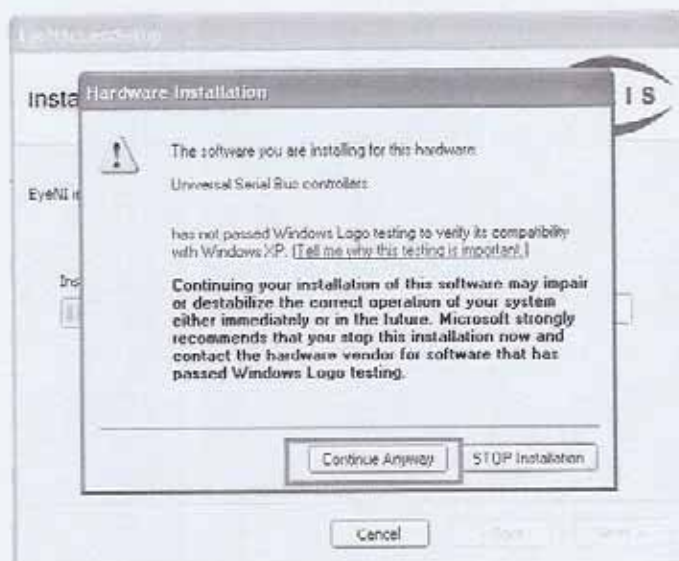 Insta
Hardware Installation
I S
The software you are installing for this hardware:
Universal Serial Bus controllers
EyeNI i
has not passed Windows Logo testing to verify its compatibility
with Windows XP. (Tell me why this testing is important.)
Ins
Continuing your installation of this software may impair
or destabilize the correct operation of your system
either immediately or in the future. Microsoft strongly
recommends that you stop this installation now and
contact the hardware vendor for software that has
passed Windows Logo testing.
Continue Anyway
STOP Installation
Cancel